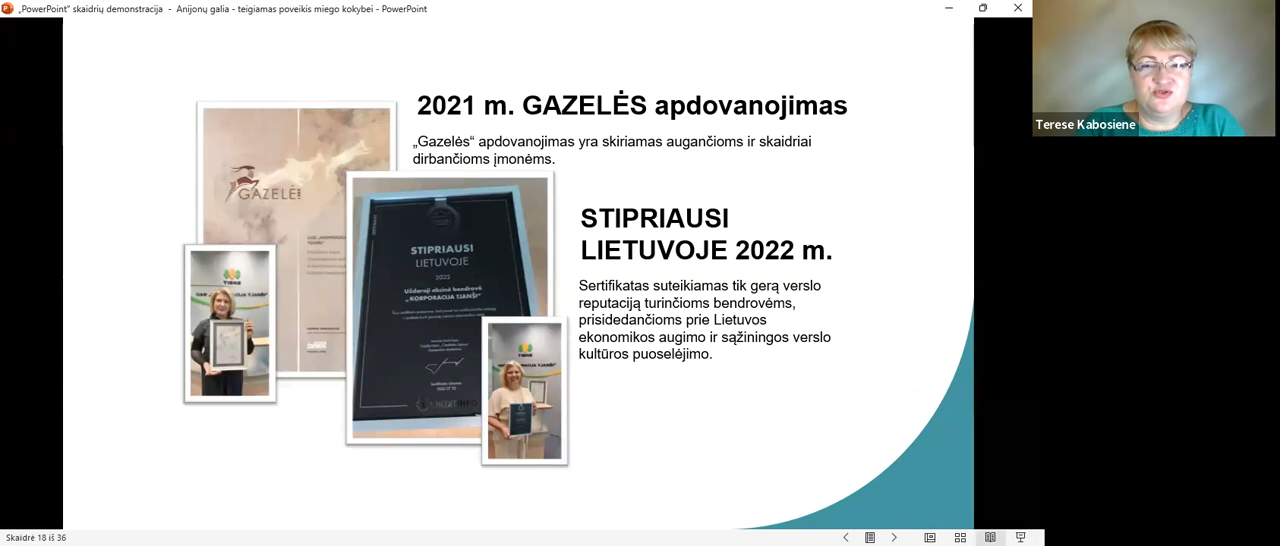 „PowerPoint“ skaidrių demonstracija - Anijonų galia - teigiamas poveikis miego kokybei - PowerPoint
Terese Kabosiene
2021 m. GAZELĖS apdovanojimas
„Gazelės“ apdovanojimas yra skiriamas augančioms ir skaidriai
dirbančioms įmonėms.
GAZELĖ
STIPRIAUSI
LIETUVOJE 2022 m.
Sertifikatas suteikiamas tik gerą verslo
reputaciją turinčioms bendrovėms,
prisidedančioms prie Lietuvos
ekonomikos augimo ir sąžiningos verslo
kultūros puoselėjimo.
STIPRIAUSI
LIETUVOJE
2022
Uždaroji akcinė bendrovė
„KORPORACIJA TJANŠI“
TIENS
TIENS
Skaidrė 18 iš 36